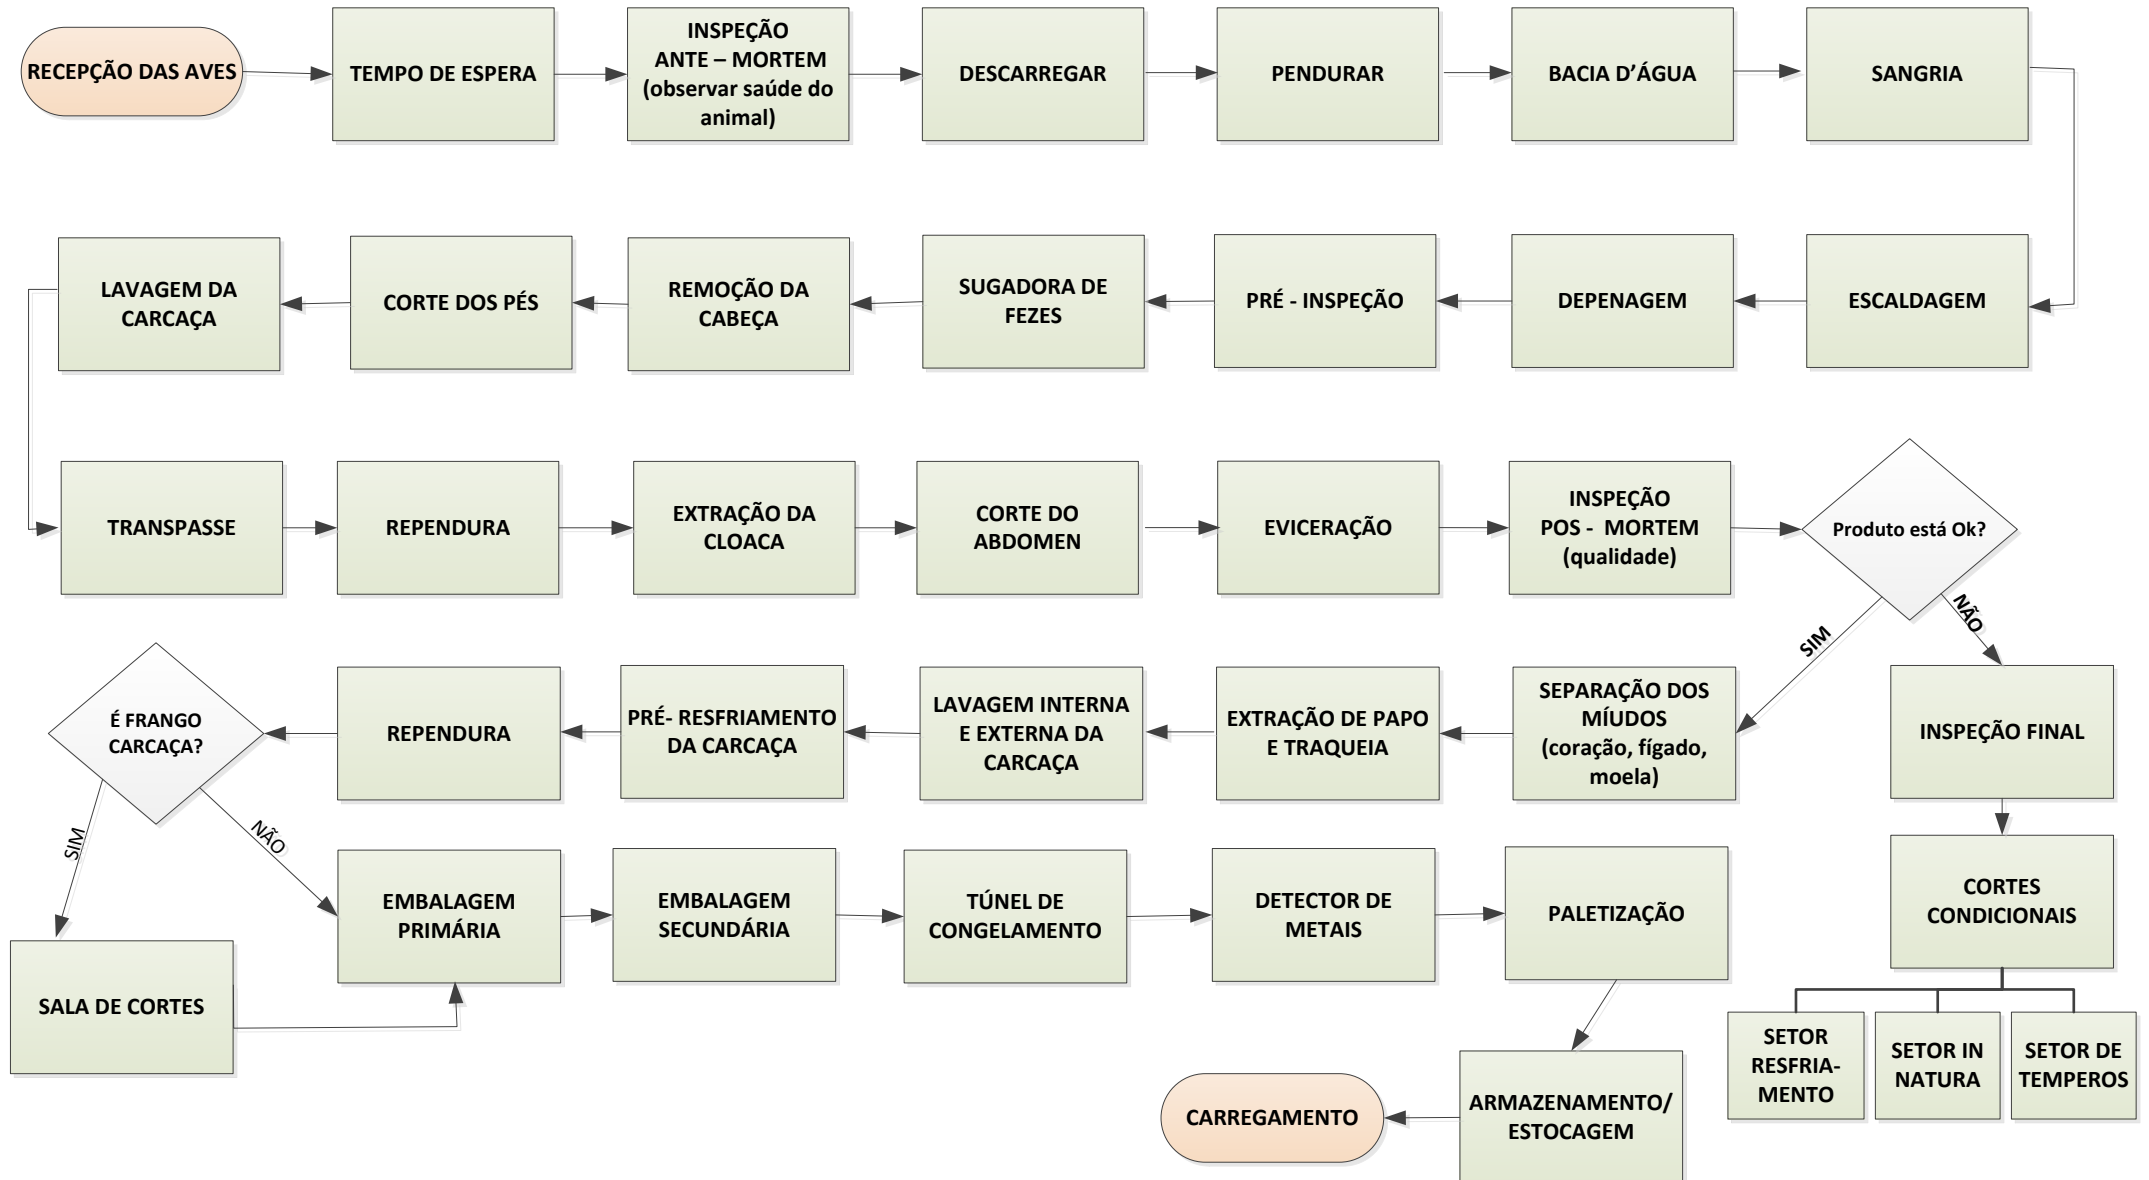 RECEPÇÃO DAS AVES
TEMPO DE ESPERA
INSPEÇÃO
ANTE – MORTEM
(observar saúde do
animal)
DESCARREGAR
PENDURAR
BACIA D'ÁGUA
SANGRIA
ESCALDAGEM
DEPENAGEM
PRÉ - INSPEÇÃO
SUGADORA DE
FEZES
REMOÇÃO DA
CABEÇA
CORTE DOS PÉS
LAVAGEM DA
CARCAÇA
TRANSPASSE
REPENDURA
EXTRAÇÃO DA
CLOACA
CORTE DO
ABDOMEN
EVICERAÇÃO
INSPEÇÃO
POS - MORTEM
(qualidade)
Produto está Ok?
SIM
NÃO
SEPARAÇÃO DOS
MÍUDOS
(coração, fígado,
moela)
EXTRAÇÃO DE PAPO
E TRAQUEIA
LAVAGEM INTERNA
E EXTERNA DA
CARCAÇA
PRÉ- RESFRIAMENTO
DA CARCAÇA
REPENDURA
É FRANGO
CARCAÇA?
SIM
NÃO
SALA DE CORTES
EMBALAGEM
PRIMÁRIA
EMBALAGEM
SECUNDÁRIA
TÚNEL DE
CONGELAMENTO
DETECTOR DE
METAIS
PALETIZAÇÃO
ARMAZENAMENTO/
ESTOCAGEM
CARREGAMENTO
INSPEÇÃO FINAL
CORTES
CONDICIONAIS
SETOR
RESFRIA-
MENTO
SETOR IN
NATURA
SETOR DE
TEMPEROS